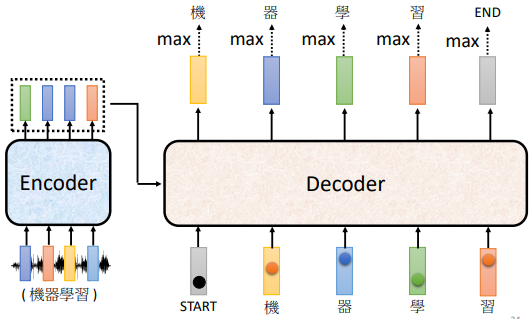 機 器 學 習 END
max max max max max
Encoder
Decoder
(機器學習)
START 機 器 學 習